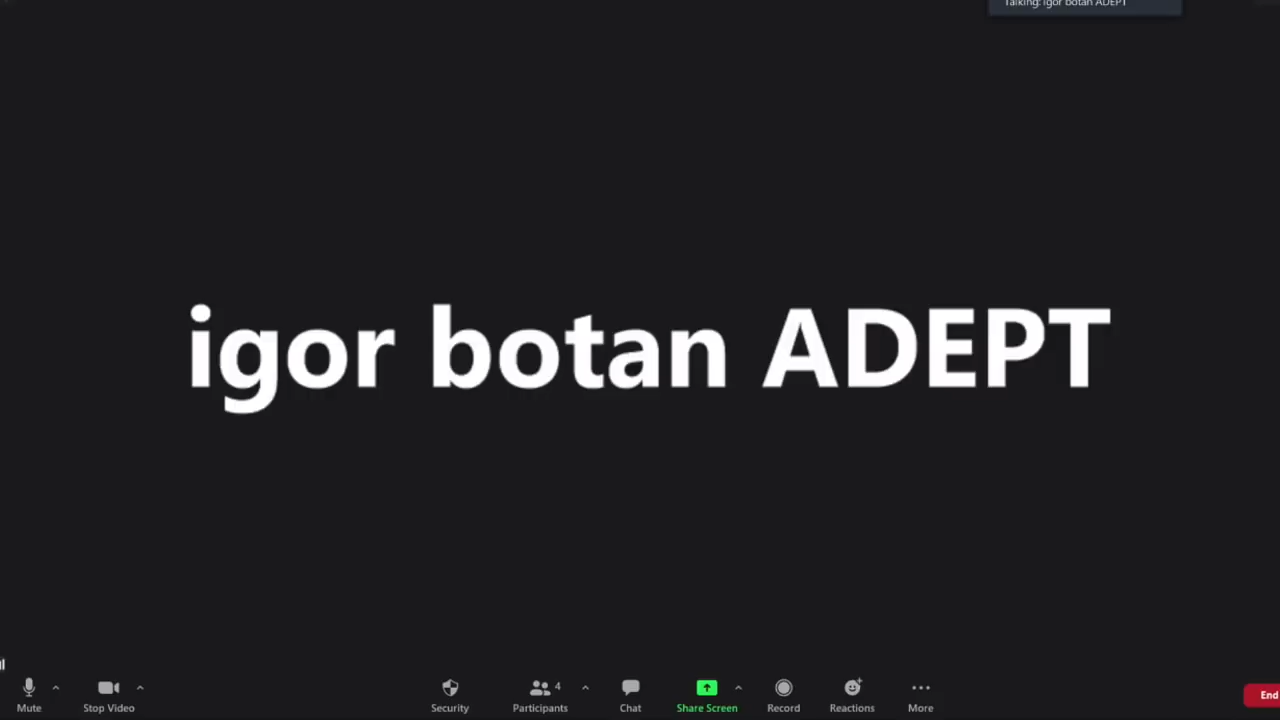 Talking: igor botan ADEPT
igor botan ADEPT
Mute
Stop Video
Security
Participants
4
Chat
Share Screen
Record
Reactions
More
End